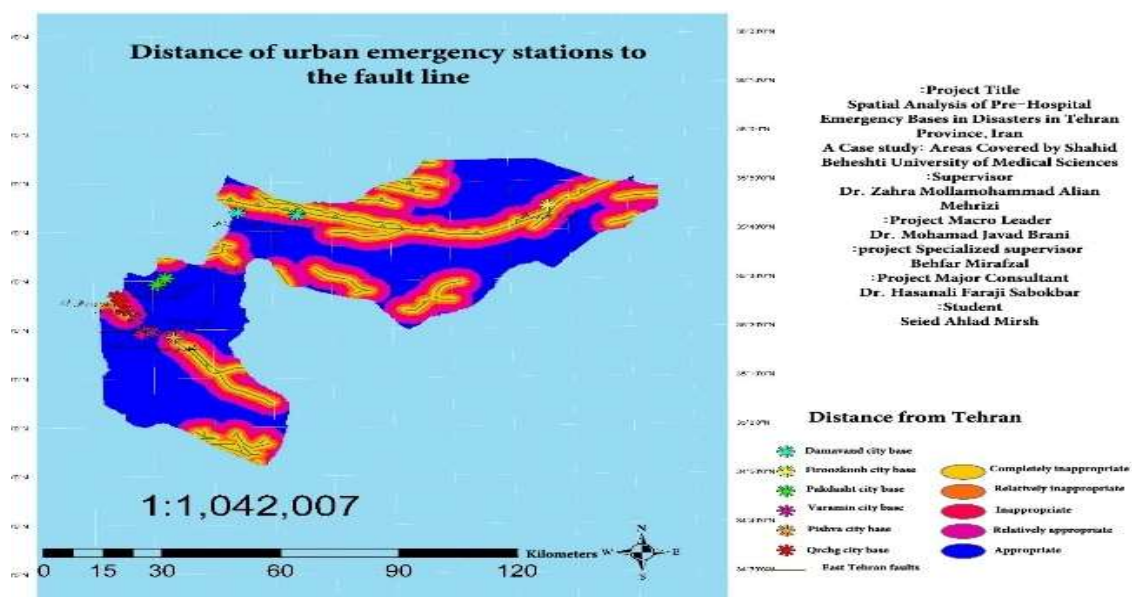 Distance of urban emergency stations to
the fault line
1:1,042,007
0 15 30 60 90 120
Kilometers
N
W
E
S
:Project Title
Spatial Analysis of Pre-Hospital
Emergency Bases in Disasters in Tehran
Province, Iran
A Case study: Areas Covered by Shahid
Beheshti University of Medical Sciences
:Supervisor
Dr. Zahra Mollamohammad Alian
Mehrizi
:Project Macro Leader
Dr. Mohamad Javad Brani
:project Specialized supervisor
Behfar Mirafzal
:Project Major Consultant
Dr. Hasanali Faraji Sabokbar
:Student
Seied Ahlad Mirsh
Distance from Tehran
Damavand city base
Firoozkooh city base
Pakdasht city base
Varamin city base
Pishva city base
Qrchg city base
East Tehran faults
Completely inappropriate
Relatively inappropriate
Inappropriate
Relatively appropriate
Appropriate